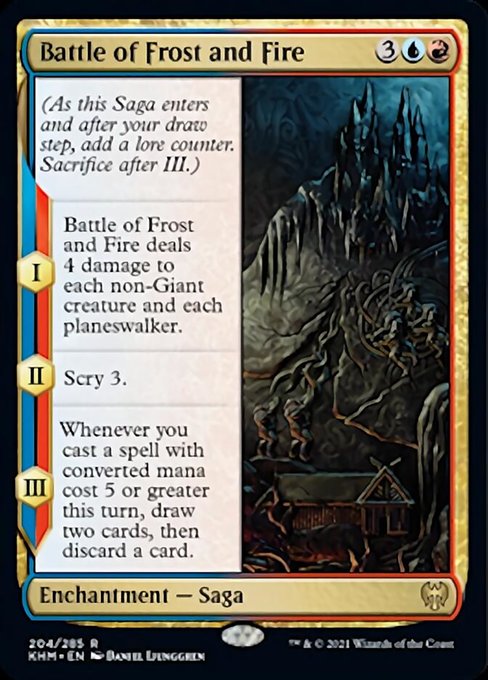 Battle of Frost and Fire 3
(As this Saga enters
and after your draw
step, add a lore counter.
Sacrifice after III.)
I
Battle of Frost
and Fire deals
4 damage to
each non-Giant
creature and each
planeswalker.
II
Scry 3.
III
Whenever you
cast a spell with
converted mana
cost 5 or greater
this turn, draw
two cards, then
discard a card.
Enchantment — Saga
204/285 R
KHM • EN Daniel Ljunggren
™ & © 2021 Wizards of the Coast